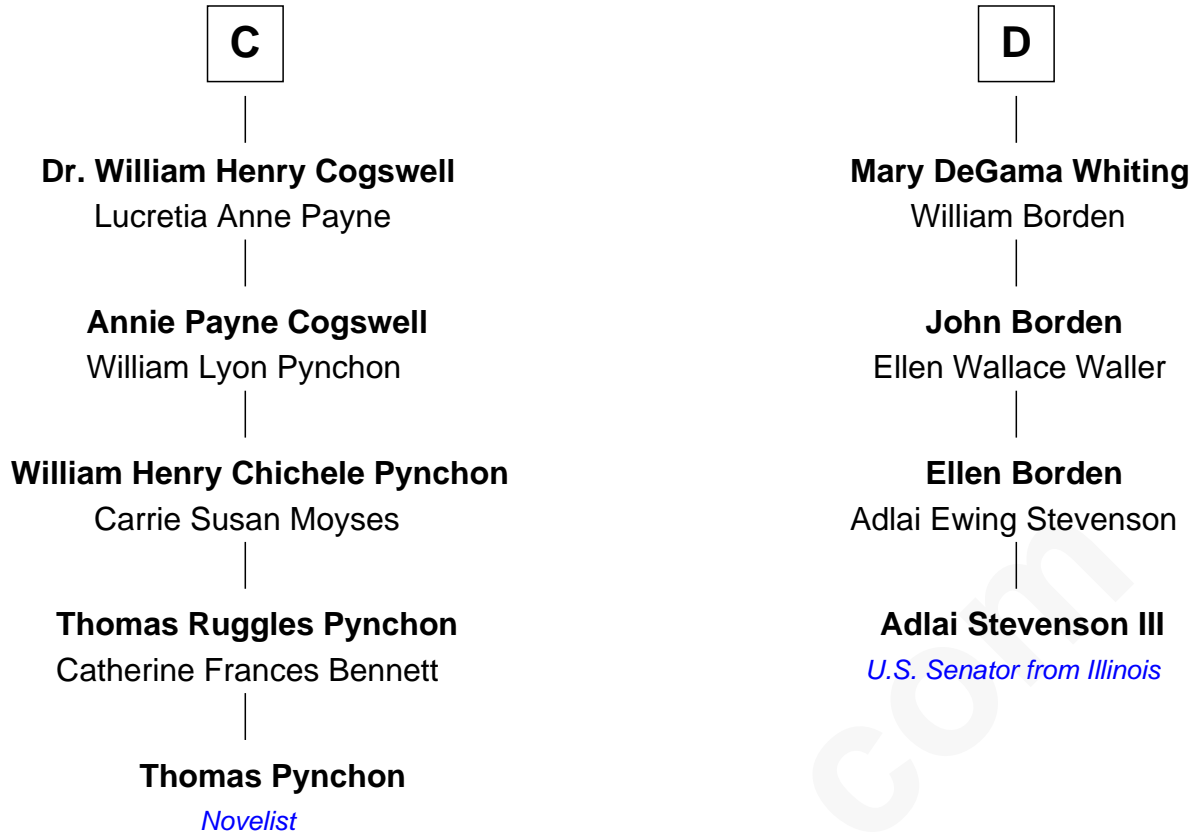 C
Dr. William Henry Cogswell
Lucretia Anne Payne
Annie Payne Cogswell
William Lyon Pynchon
William Henry Chichele Pynchon
Carrie Susan Moyses
Thomas Ruggles Pynchon
Catherine Frances Bennett
Thomas Pynchon
Novelist
D
Mary DeGama Whiting
William Borden
John Borden
Ellen Wallace Waller
Ellen Borden
Adlai Ewing Stevenson
Adlai Stevenson III
U.S. Senator from Illinois
com